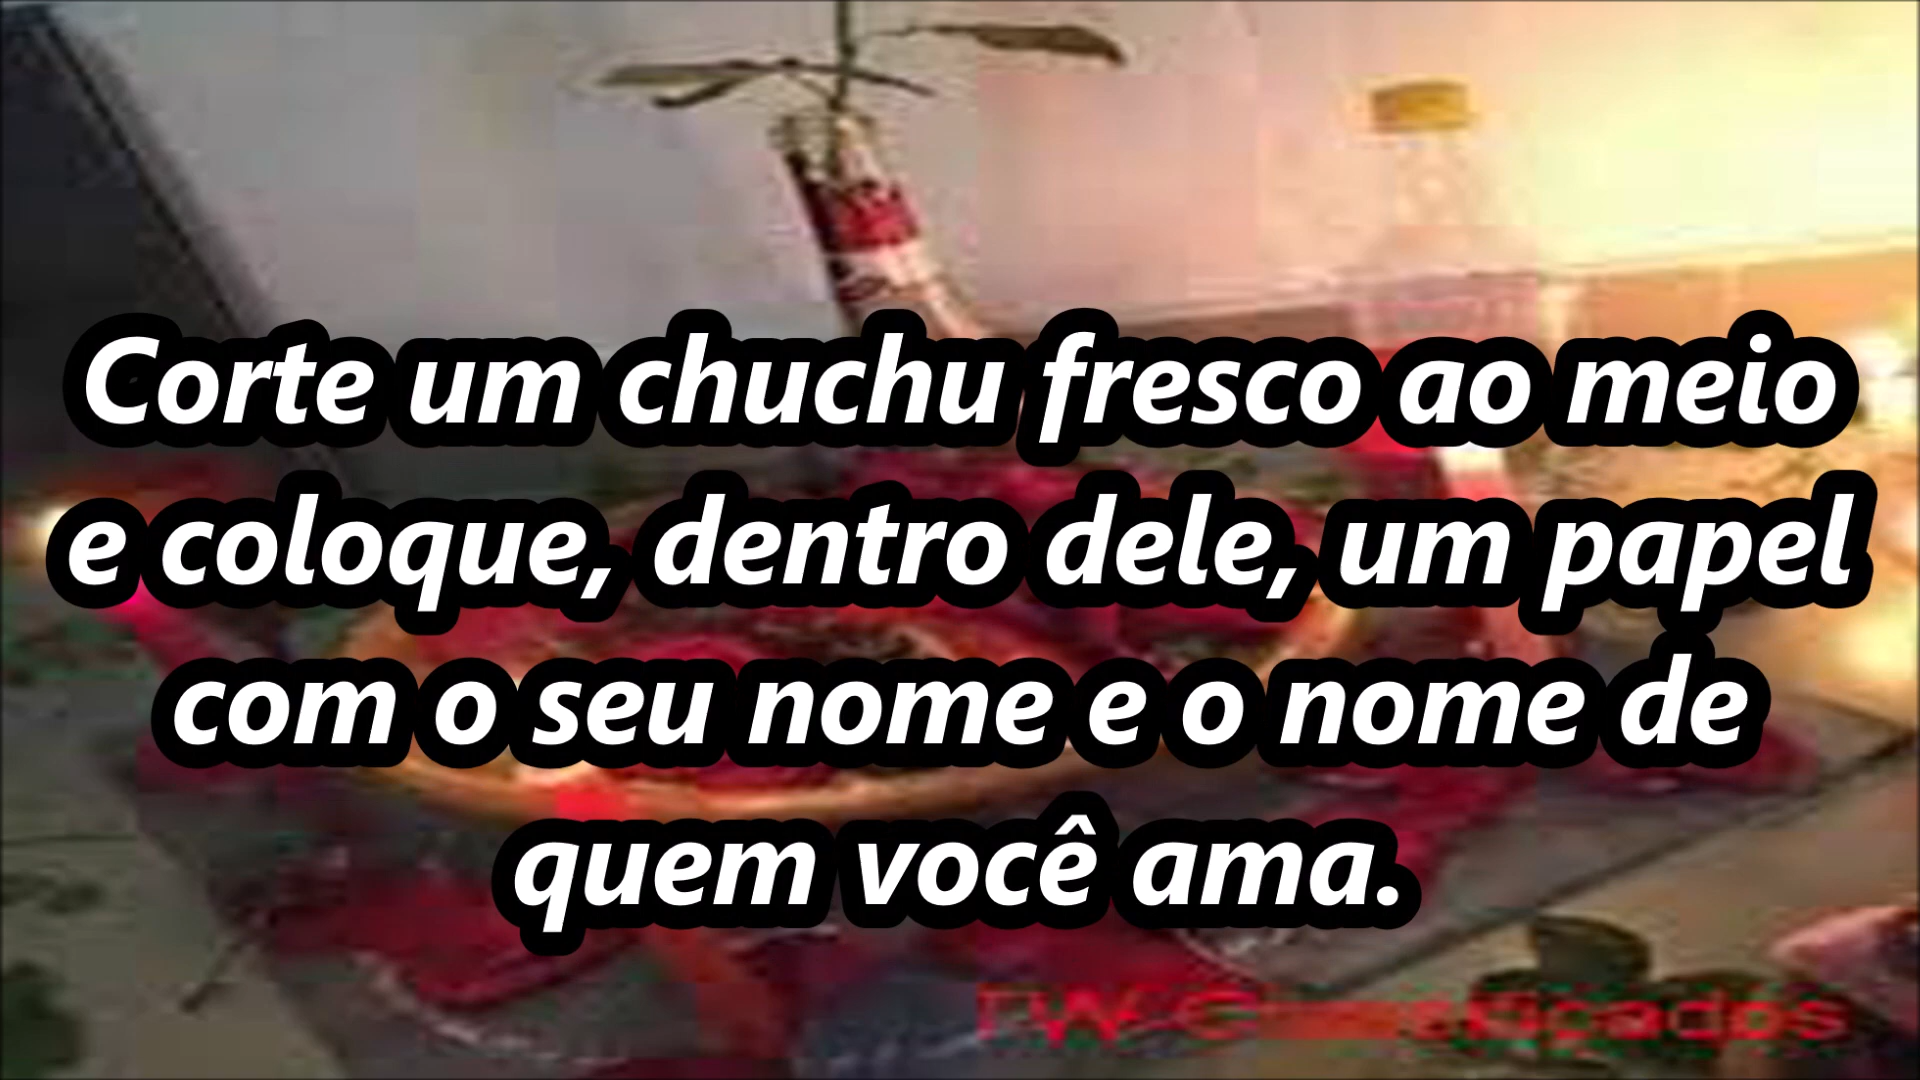 Corte um chuchu fresco ao meio
e coloque, dentro dele, um papel
com o seu nome e o nome de
quem você ama.